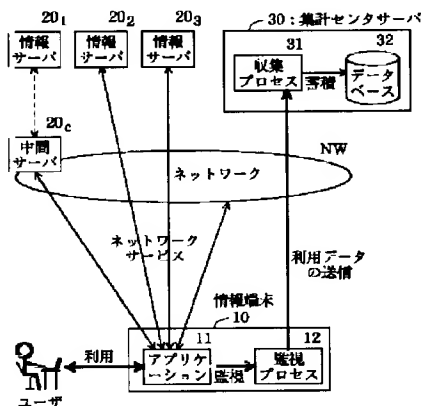 20₁
20₂
20₃
情報
サーバ
情報
サーバ
情報
サーバ
30:集計センタサーバ
31
32
収集
プロセス
蓄積
データ
ベース
20c
中間
サーバ
NW
ネットワーク
ネットワーク
サービス
利用データ
の送信
情報端末
10
11
12
利用
アプリケ
ーション
監視
監視
プロセス
ユーザ